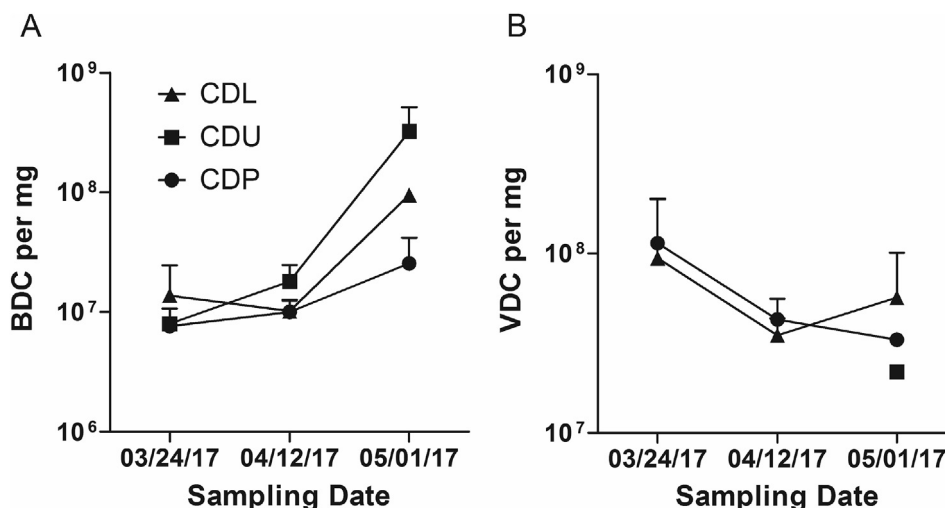 A
BDC per mg
10⁹
10⁸
10⁷
10⁶
CDL
CDU
CDP
03/24/17 04/12/17 05/01/17
Sampling Date
B
VDC per mg
10⁹
10⁸
10⁷
03/24/17 04/12/17 05/01/17
Sampling Date